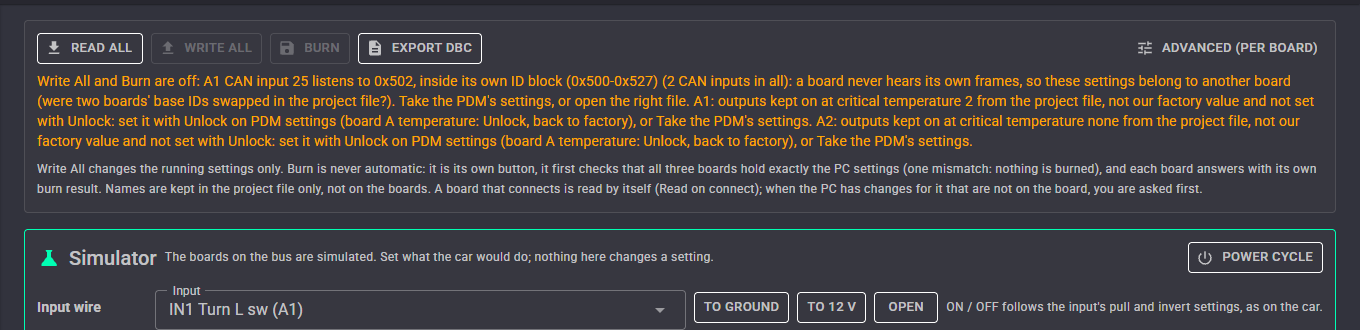 READ ALL
WRITE ALL
BURN
EXPORT DBC
ADVANCED (PER BOARD)
Write All and Burn are off: A1 CAN input 25 listens to 0x502, inside its own ID block (0x500-0x527) (2 CAN inputs in all): a board never hears its own frames, so these settings belong to another board
(were two boards' base IDs swapped in the project file?). Take the PDM's settings, or open the right file. A1: outputs kept on at critical temperature 2 from the project file, not our factory value and not set
with Unlock: set it with Unlock on PDM settings (board A temperature: Unlock, back to factory), or Take the PDM's settings. A2: outputs kept on at critical temperature none from the project file, not our
factory value and not set with Unlock: set it with Unlock on PDM settings (board A temperature: Unlock, back to factory), or Take the PDM's settings.
Write All changes the running settings only. Burn is never automatic: it is its own button, it first checks that all three boards hold exactly the PC settings (one mismatch: nothing is burned), and each board answers with its own
burn result. Names are kept in the project file only, not on the boards. A board that connects is read by itself (Read on connect); when the PC has changes for it that are not on the board, you are asked first.
Simulator
The boards on the bus are simulated. Set what the car would do; nothing here changes a setting.
POWER CYCLE
Input wire
Input
IN1 Turn L sw (A1)
TO GROUND
TO 12 V
OPEN
ON / OFF follows the input's pull and invert settings, as on the car.